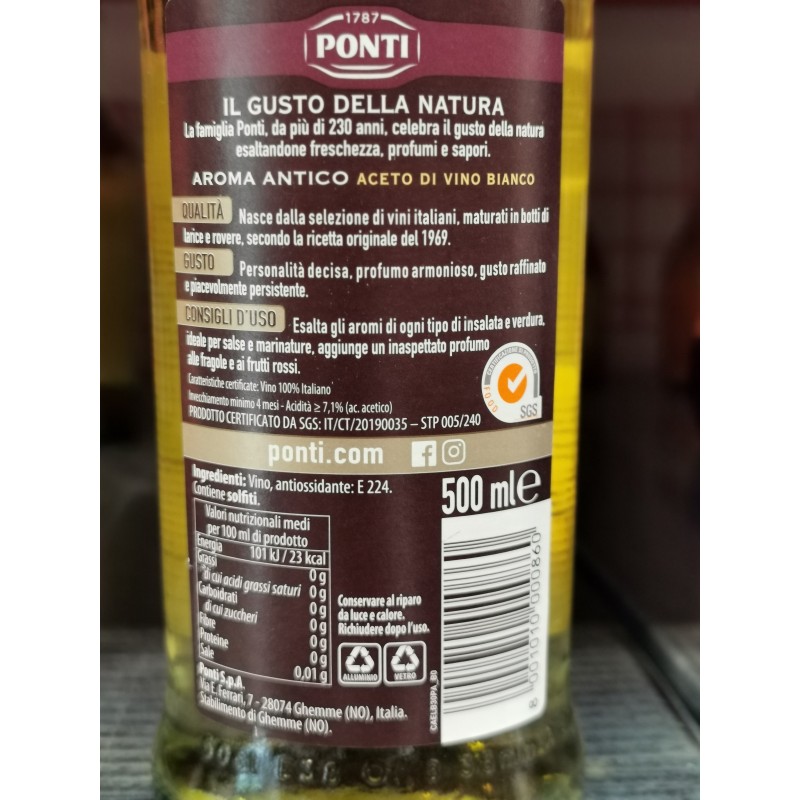 1787
PONTI
IL GUSTO DELLA NATURA
La famiglia Ponti, da più di 230 anni, celebra il gusto della natura
esaltandone freschezza, profumi e sapori.
AROMA ANTICO ACETO DI VINO BIANCO
QUALITÀ Nasce dalla selezione di vini italiani, maturati in botti di
larice e rovere, secondo la ricetta originale del 1969.
GUSTO Personalità decisa, profumo armonioso, gusto raffinato
e piacevolmente persistente.
CONSIGLI D'USO Esalta gli aromi di ogni tipo di insalata e verdura,
ideale per salse e marinature, aggiunge un inaspettato profumo
alle fragole e ai frutti rossi.
Caratteristiche certificate: Vino 100% Italiano
Invecchiamento minimo 4 mesi - Acidità ≥ 7,1% (ac. acetico)
PRODOTTO CERTIFICATO DA SGS: IT/CT/20190035 – STP 005/240
SGS
ponti.com
Ingredienti: Vino, antiossidante: E 224.
Contiene solfiti.
500 ml e
Valori nutrizionali medi
per 100 ml di prodotto
Energia 101 kJ / 23 kcal
Grassi 0 g
di cui acidi grassi saturi 0 g
Carboidrati 0 g
di cui zuccheri 0 g
Fibre 0 g
Proteine 0 g
Sale 0,01 g
Conservare al riparo
da luce e calore.
Richiudere dopo l'uso.
ALLUMINIO
VETRO
Ponti S.p.A.
Via E. Ferrari, 7 - 28074 Ghemme (NO), Italia.
Stabilimento di Ghemme (NO).
8 001010 000860